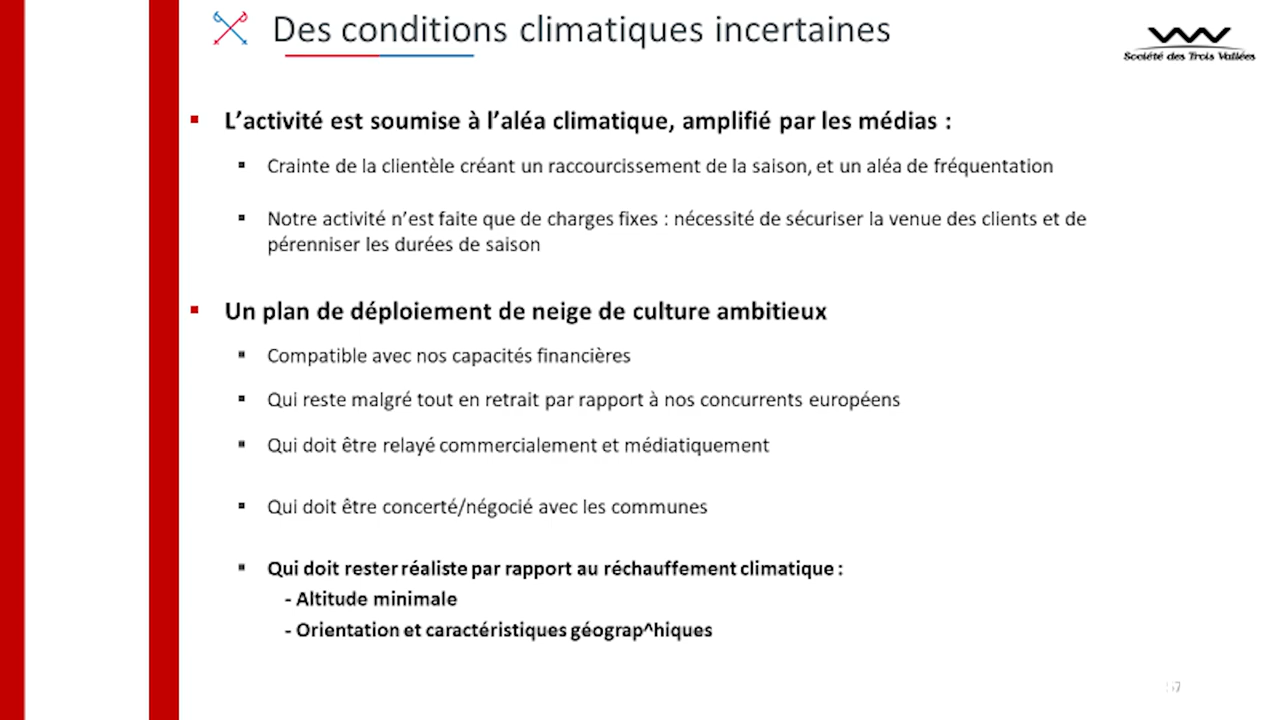 Des conditions climatiques incertaines
Société des Trois Vallées
L’activité est soumise à l’aléa climatique, amplifié par les médias :
Crainte de la clientèle créant un raccourcissement de la saison, et un aléa de fréquentation
Notre activité n’est faite que de charges fixes : nécessité de sécuriser la venue des clients et de
pérenniser les durées de saison
Un plan de déploiement de neige de culture ambitieux
Compatible avec nos capacités financières
Qui reste malgré tout en retrait par rapport à nos concurrents européens
Qui doit être relayé commercialement et médiatiquement
Qui doit être concerté/négocié avec les communes
Qui doit rester réaliste par rapport au réchauffement climatique :
- Altitude minimale
- Orientation et caractéristiques géograp^hiques
57